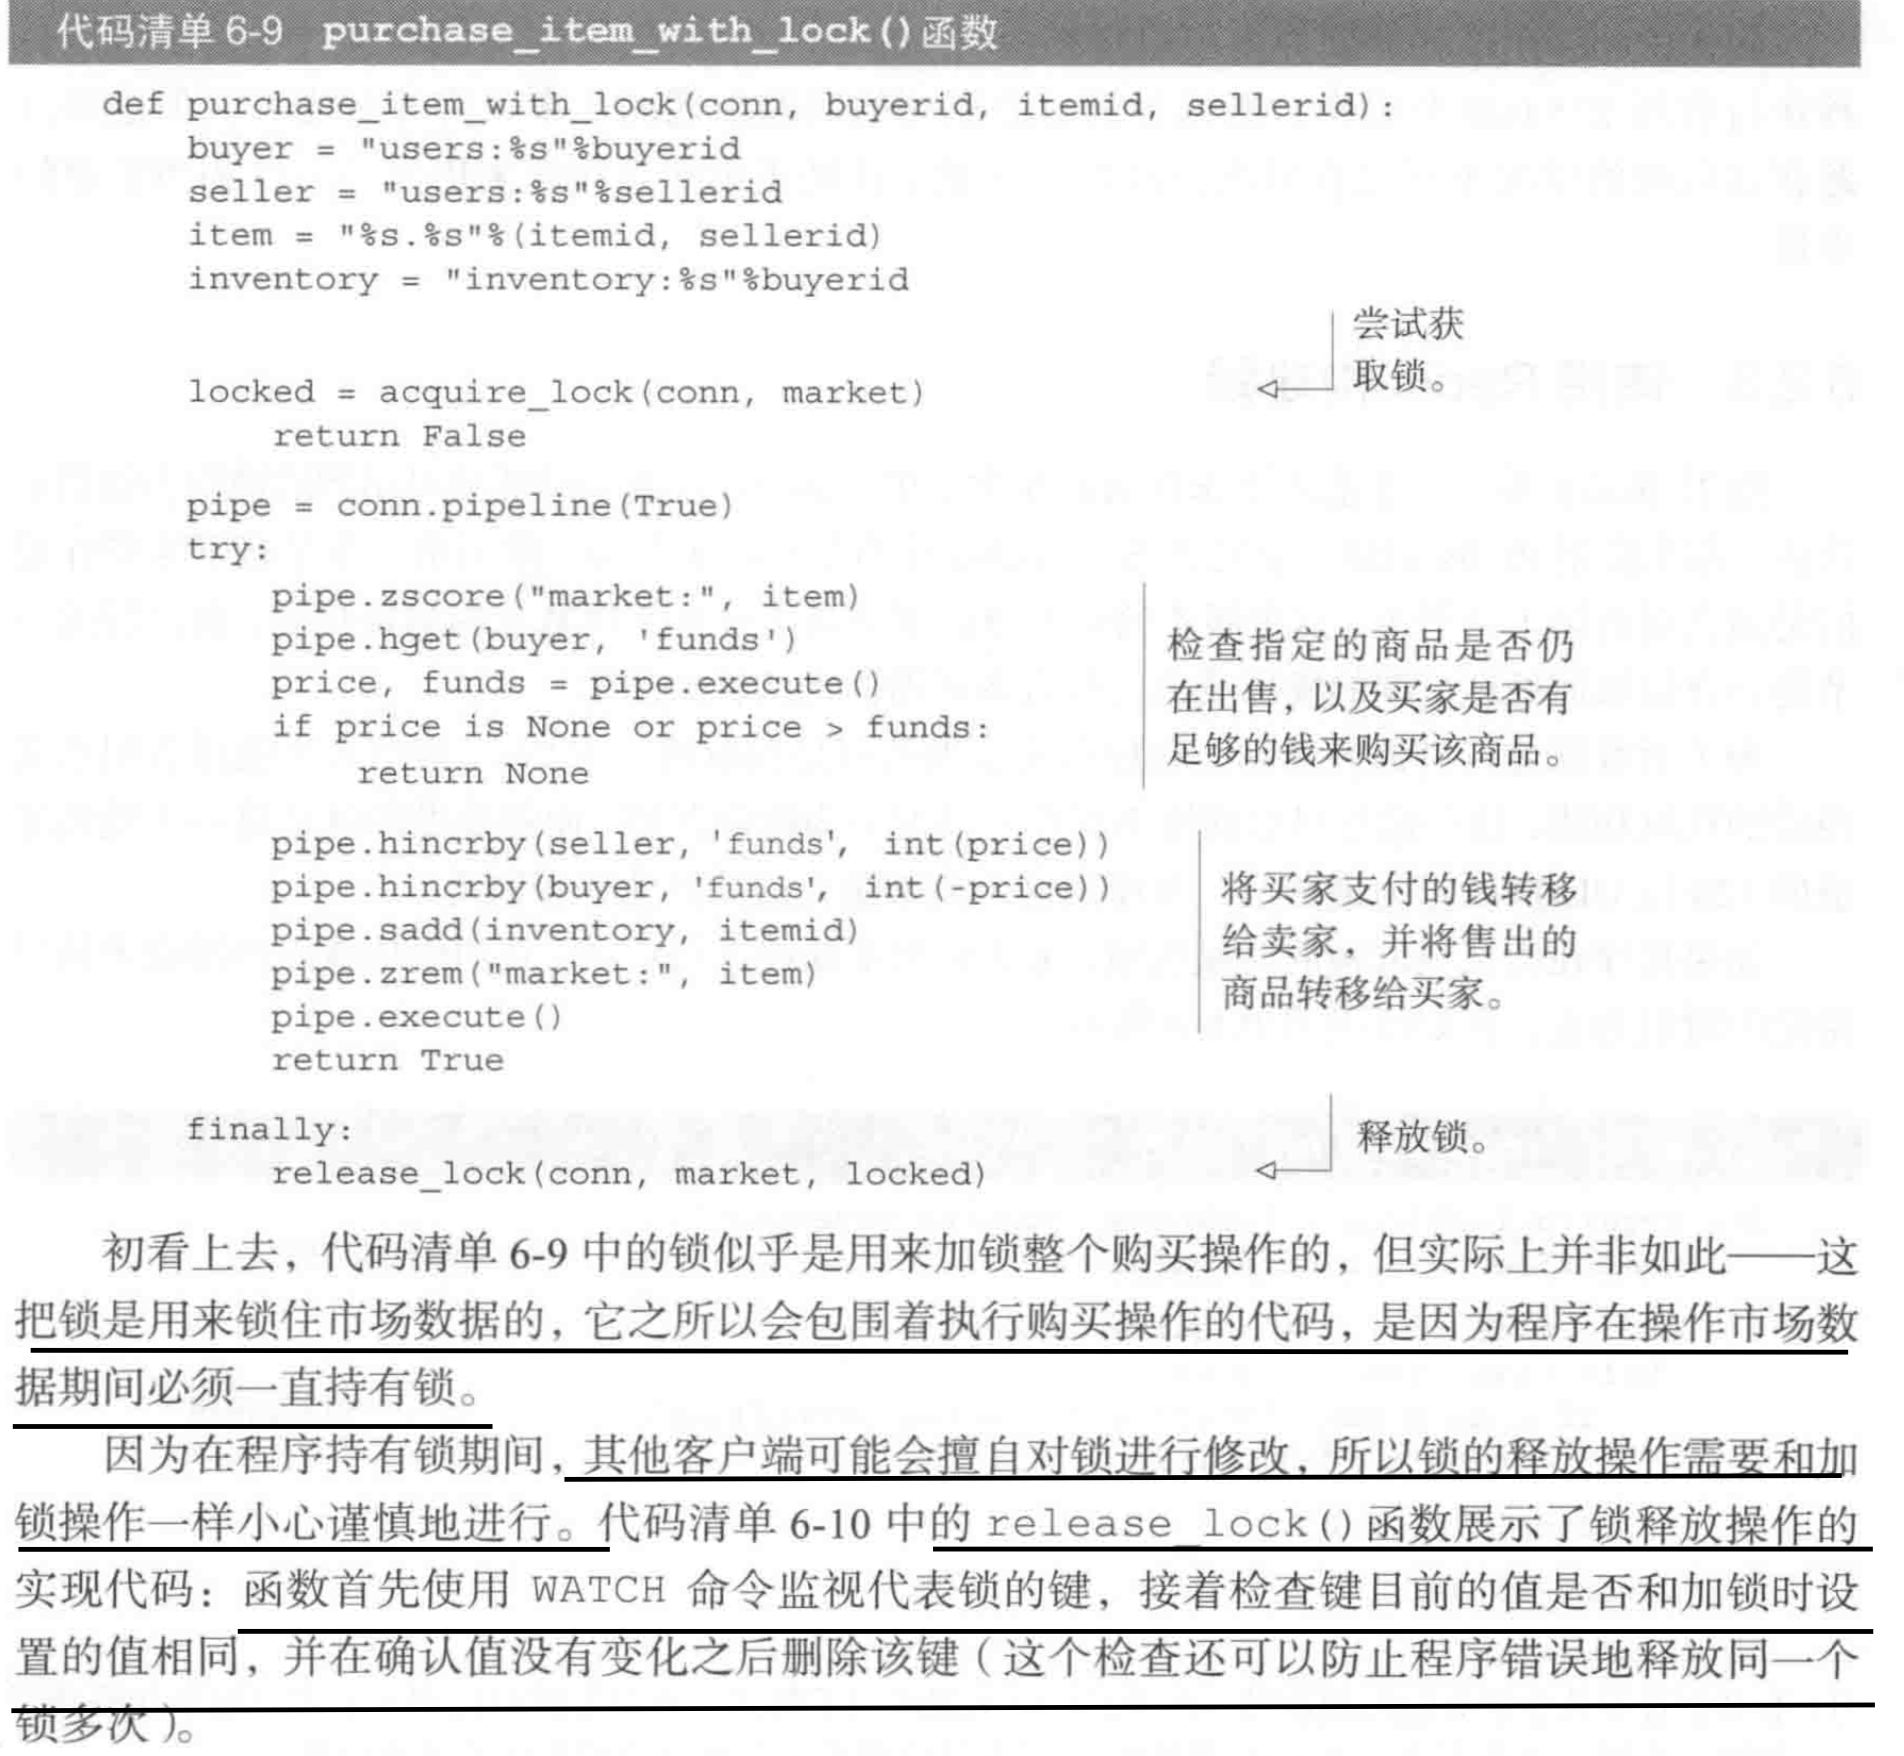 代码清单 6-9 purchase_item_with_lock()函数
def purchase_item_with_lock(conn, buyerid, itemid, sellerid):
buyer = "users:%s"%buyerid
seller = "users:%s"%sellerid
item = "%s.%s"%(itemid, sellerid)
inventory = "inventory:%s"%buyerid
尝试获
取锁。
locked = acquire_lock(conn, market)
return False
pipe = conn.pipeline(True)
try:
pipe.zscore("market:", item)
pipe.hget(buyer, 'funds')
price, funds = pipe.execute()
if price is None or price > funds:
return None
检查指定的商品是否仍
在出售，以及买家是否有
足够的钱来购买该商品。
pipe.hincrby(seller, 'funds', int(price))
pipe.hincrby(buyer, 'funds', int(-price))
pipe.sadd(inventory, itemid)
pipe.zrem("market:", item)
pipe.execute()
return True
将买家支付的钱转移
给卖家，并将售出的
商品转移给买家。
finally:
release_lock(conn, market, locked)
释放锁。
初看上去，代码清单 6-9 中的锁似乎是用来加锁整个购买操作的，但实际上并非如此——这
把锁是用来锁住市场数据的，它之所以会包围着执行购买操作的代码，是因为程序在操作市场数
据期间必须一直持有锁。
因为在程序持有锁期间，其他客户端可能会擅自对锁进行修改，所以锁的释放操作需要和加
锁操作一样小心谨慎地进行。代码清单 6-10 中的 release_lock()函数展示了锁释放操作的
实现代码：函数首先使用 WATCH 命令监视代表锁的键，接着检查键目前的值是否和加锁时设
置的值相同，并在确认值没有变化之后删除该键（这个检查还可以防止程序错误地释放同一个
锁多次）。